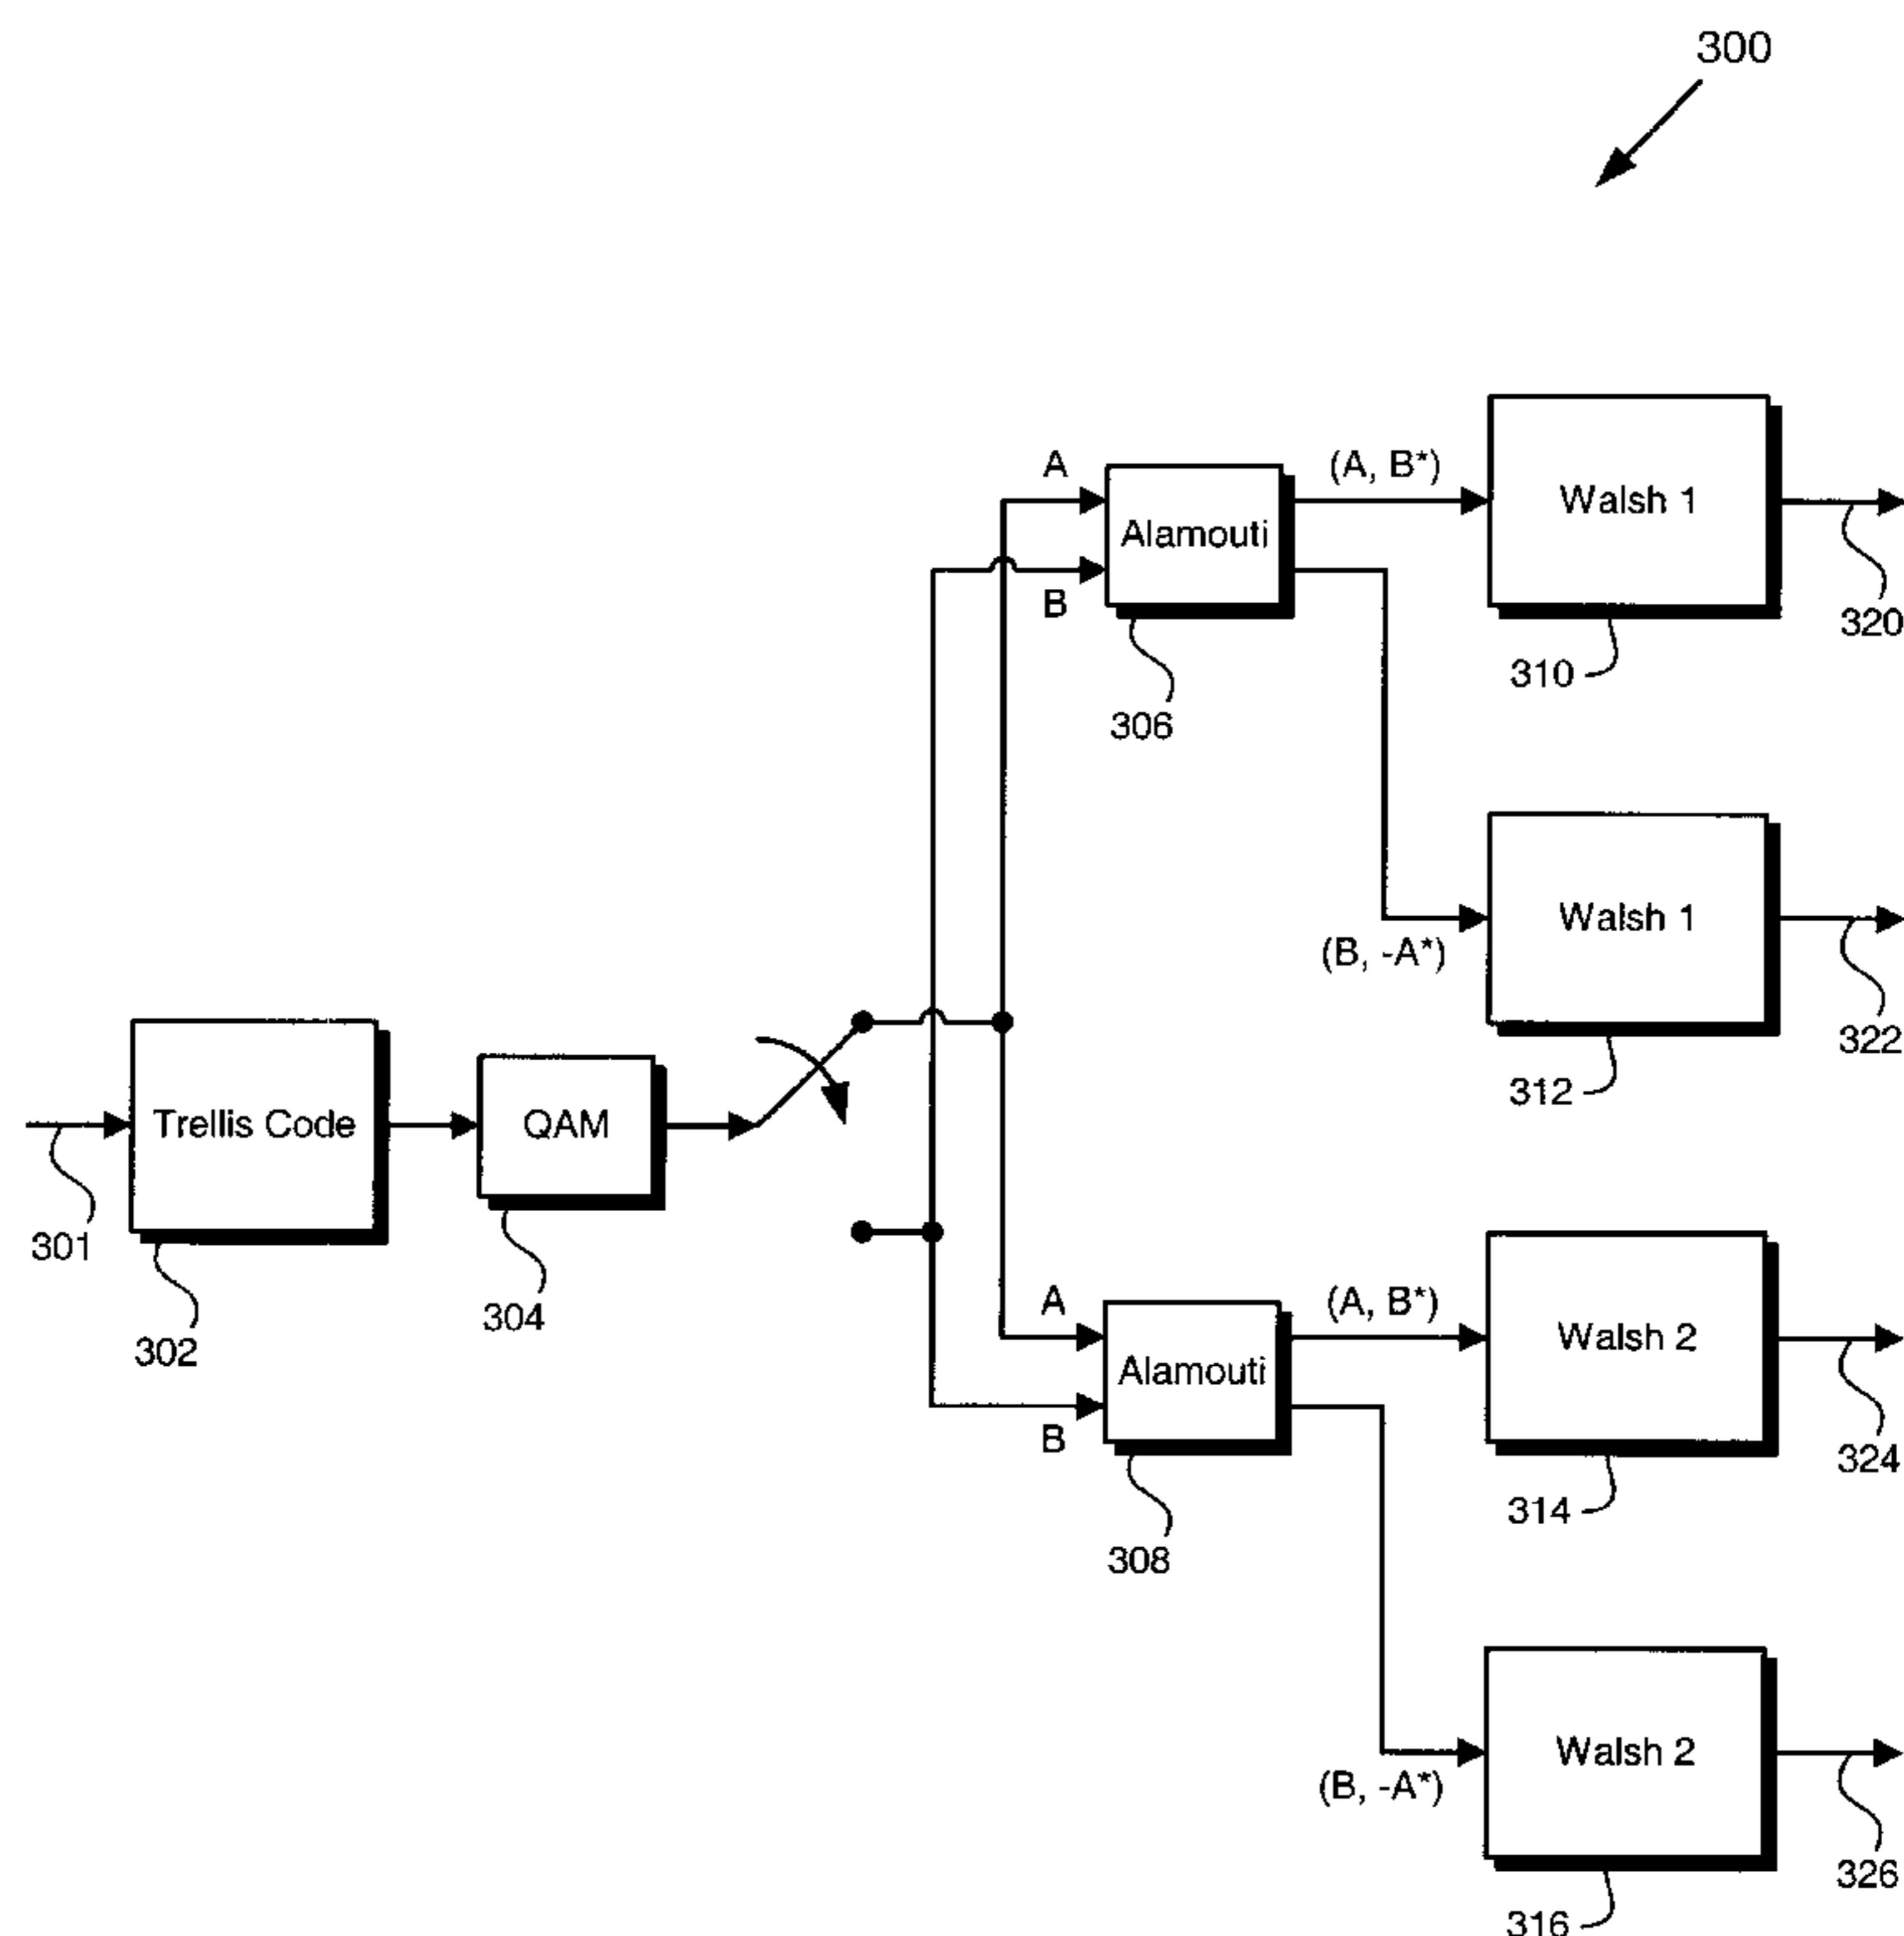 300
A
(A, B*)
Walsh 1
Alamouti
B
320
310
306
Walsh 1
(B, -A*)
322
312
Trellis Code
QAM
301
304
302
A
(A, B*)
Walsh 2
Alamouti
B
324
314
308
Walsh 2
(B, -A*)
326
316